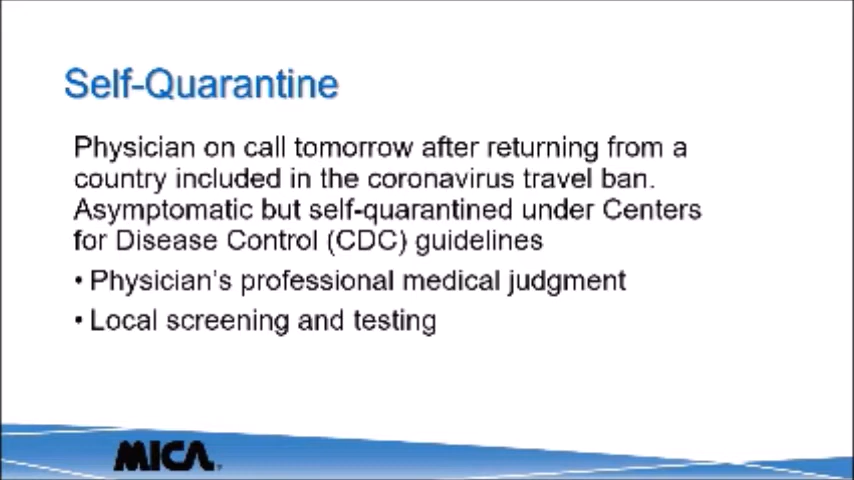 Self-Quarantine
Physician on call tomorrow after returning from a
country included in the coronavirus travel ban.
Asymptomatic but self-quarantined under Centers
for Disease Control (CDC) guidelines
• Physician's professional medical judgment
• Local screening and testing
MICA